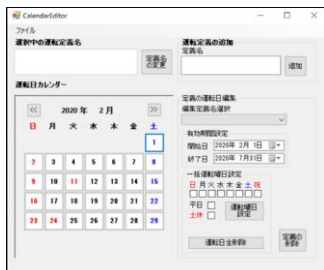 CalendarEditor
ファイル
選択中の運転定義名
定義名の変更
運転日カレンダー
<< 2020 年 2 月 >>
日 月 火 水 木 金 土
1
2 3 4 5 6 7 8
9 10 11 12 13 14 15
16 17 18 19 20 21 22
23 24 25 26 27 28 29
運転定義の追加
定義名
追加
定義の運転日編集
編集定義名選択
有効期間設定
開始日 2020年 2月 1日
終了日 2020年 7月31日
一括運転曜日設定
日 月 火 水 木 金 土 祝
平日
土休
運転曜日設定
運転日全削除
定義の削除